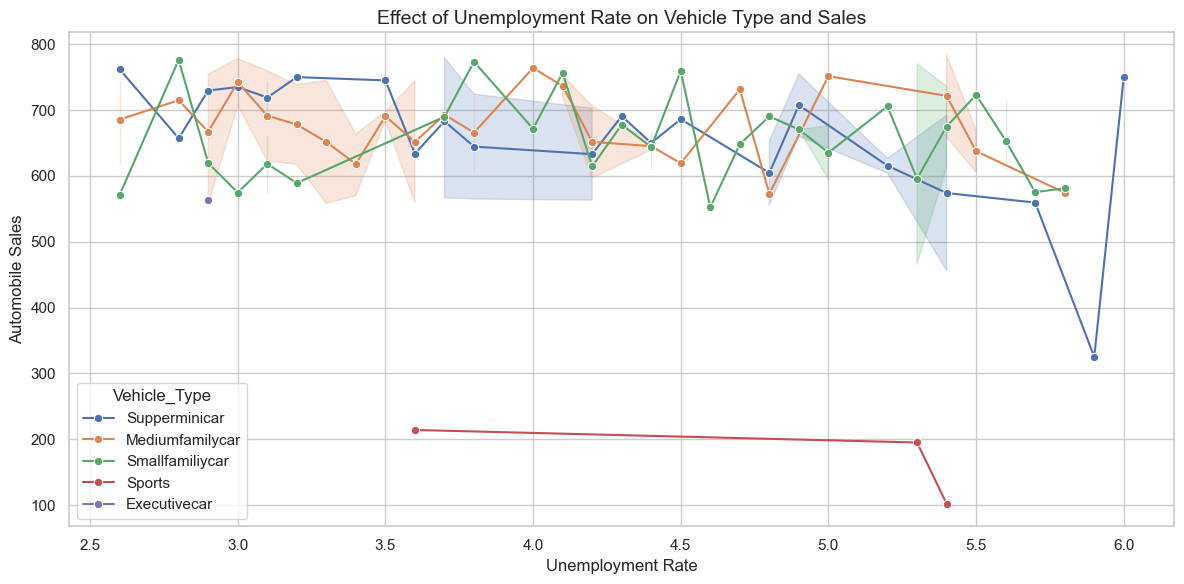 Effect of Unemployment Rate on Vehicle Type and Sales
Automobile Sales
800
700
600
500
400
300
200
100
Vehicle_Type
Supperminicar
Mediumfamilycar
Smallfamiliycar
Sports
Executivecar
2.5 3.0 3.5 4.0 4.5 5.0 5.5 6.0
Unemployment Rate